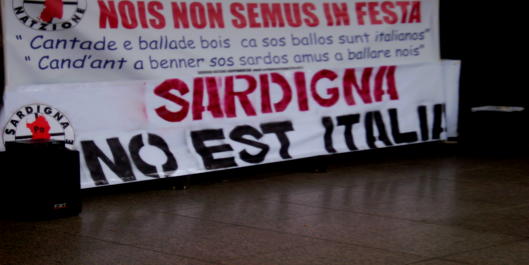 NATZIONE
NOIS NON SEMUS IN FESTA
“ Cantade e ballade bois ca sos ballos sunt italianos”
“ Cand'ant a benner sos sardos amus a ballare nois”
SARDIGNA
NO EST ITALIA
SARDIGNA